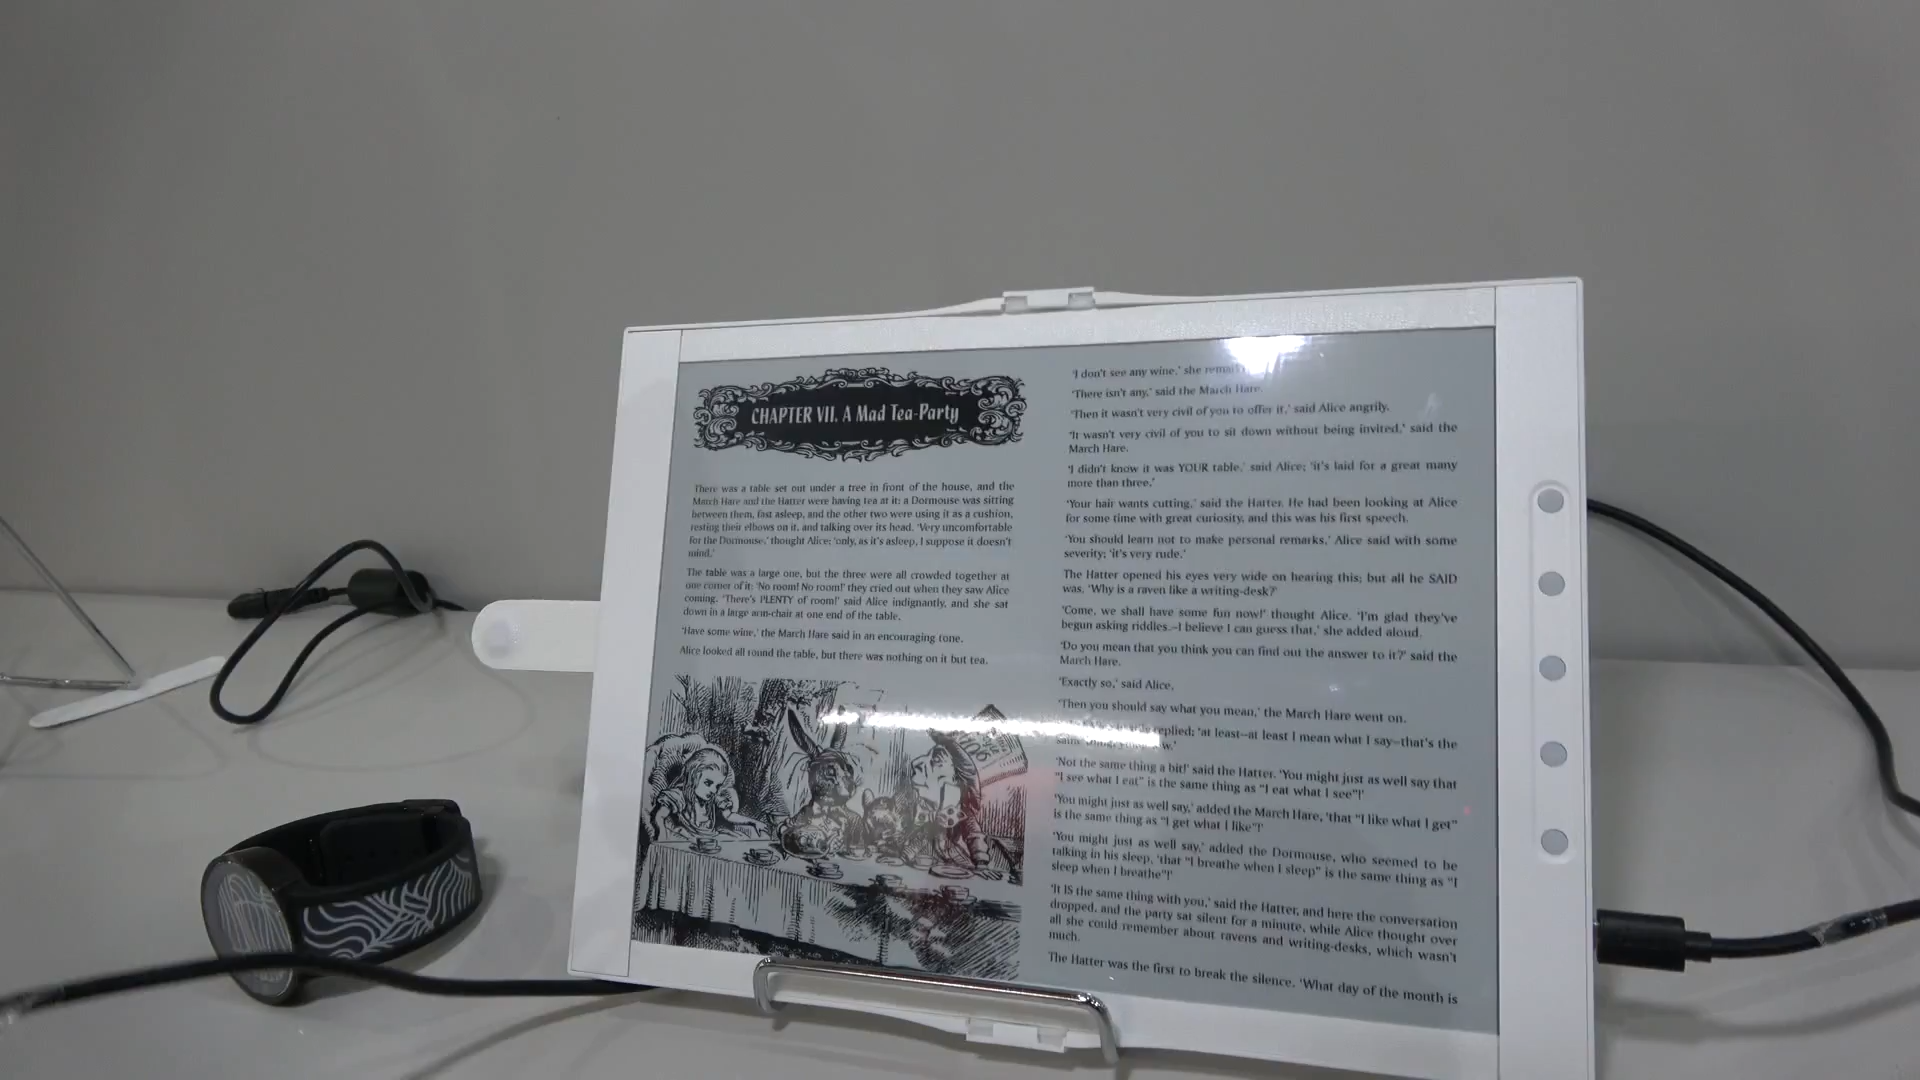 CHAPTER VII. A Mad Tea-Party
There was a table set out under a tree in front of the house, and the
March Hare and the Hatter were having tea at it: a Dormouse was sitting
between them, fast asleep, and the other two were using it as a cushion,
resting their elbows on it, and talking over its head. 'Very uncomfortable
for the Dormouse,' thought Alice; 'only, as it's asleep, I suppose it doesn't
mind.'
The table was a large one, but the three were all crowded together at
one corner of it: 'No room! No room!' they cried out when they saw Alice
coming. 'There's PLENTY of room!' said Alice indignantly, and she sat
down in a large arm-chair at one end of the table.
'Have some wine,' the March Hare said in an encouraging tone.
Alice looked all round the table, but there was nothing on it but tea.
'I don't see any wine,' she
'There isn't any,' said the March Hare.
'Then it wasn't very civil of you to offer it,' said Alice angrily.
'It wasn't very civil of you to sit down without being invited,' said the
March Hare.
'I didn't know it was YOUR table,' said Alice; 'it's laid for a great many
more than three.'
'Your hair wants cutting,' said the Hatter. He had been looking at Alice
for some time with great curiosity, and this was his first speech.
'You should learn not to make personal remarks,' Alice said with some
severity; 'it's very rude.'
The Hatter opened his eyes very wide on hearing this; but all he SAID
was, 'Why is a raven like a writing-desk?'
'Come, we shall have some fun now!' thought Alice. 'I'm glad they've
begun asking riddles.—I believe I can guess that,' she added aloud.
'Do you mean that you think you can find out the answer to it?' said the
March Hare.
'Exactly so,' said Alice.
'Then you should say what you mean,' the March Hare went on.
replied; 'at least—at least I mean what I say—that's the
same
'Not the same thing a bit!' said the Hatter. 'You might just as well say that
"I see what I eat" is the same thing as "I eat what I see"!'
'You might just as well say,' added the March Hare, 'that "I like what I get"
is the same thing as "I get what I like"!'
'You might just as well say,' added the Dormouse, who seemed to be
talking in his sleep, 'that "I breathe when I sleep" is the same thing as "I
sleep when I breathe"!'
'It IS the same thing with you,' said the Hatter, and here the conversation
dropped, and the party sat silent for a minute, while Alice thought over
all she could remember about ravens and writing-desks, which wasn't
much.
The Hatter was the first to break the silence. 'What day of the month is